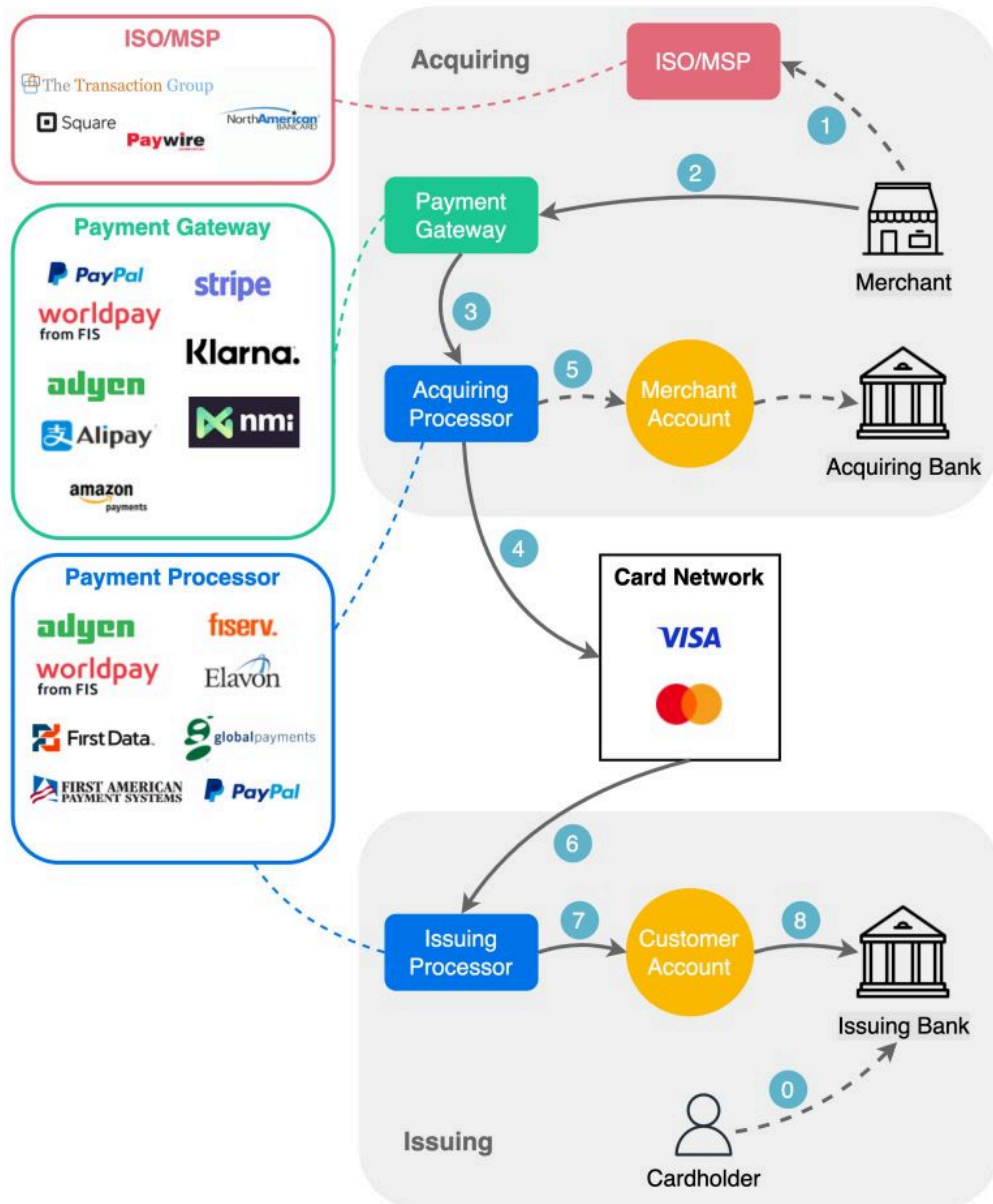 ISO/MSP
The Transaction Group
Square
Paywire
NorthAmerican
BANCARD
Payment Gateway
PayPal
stripe
worldpay
from FIS
Klarna.
adyen
nmi
支 Alipay
amazon
payments
Payment Processor
adyen
fiserv.
worldpay
from FIS
Elavon
First Data
globalpayments
FIRST AMERICAN
PAYMENT SYSTEMS
PayPal
Acquiring
ISO/MSP
1
2
Payment
Gateway
Merchant
3
Acquiring
Processor
5
Merchant
Account
Acquiring Bank
4
Card Network
VISA
6
Issuing
Processor
7
Customer
Account
8
Issuing Bank
0
Cardholder
Issuing